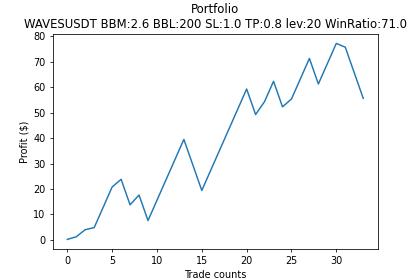 Portfolio
WAVESUSDT BBM:2.6 BBL:200 SL:1.0 TP:0.8 lev:20 WinRatio:71.0
80
70
60
50
40
30
20
10
0
Profit ($)
0 5 10 15 20 25 30
Trade counts